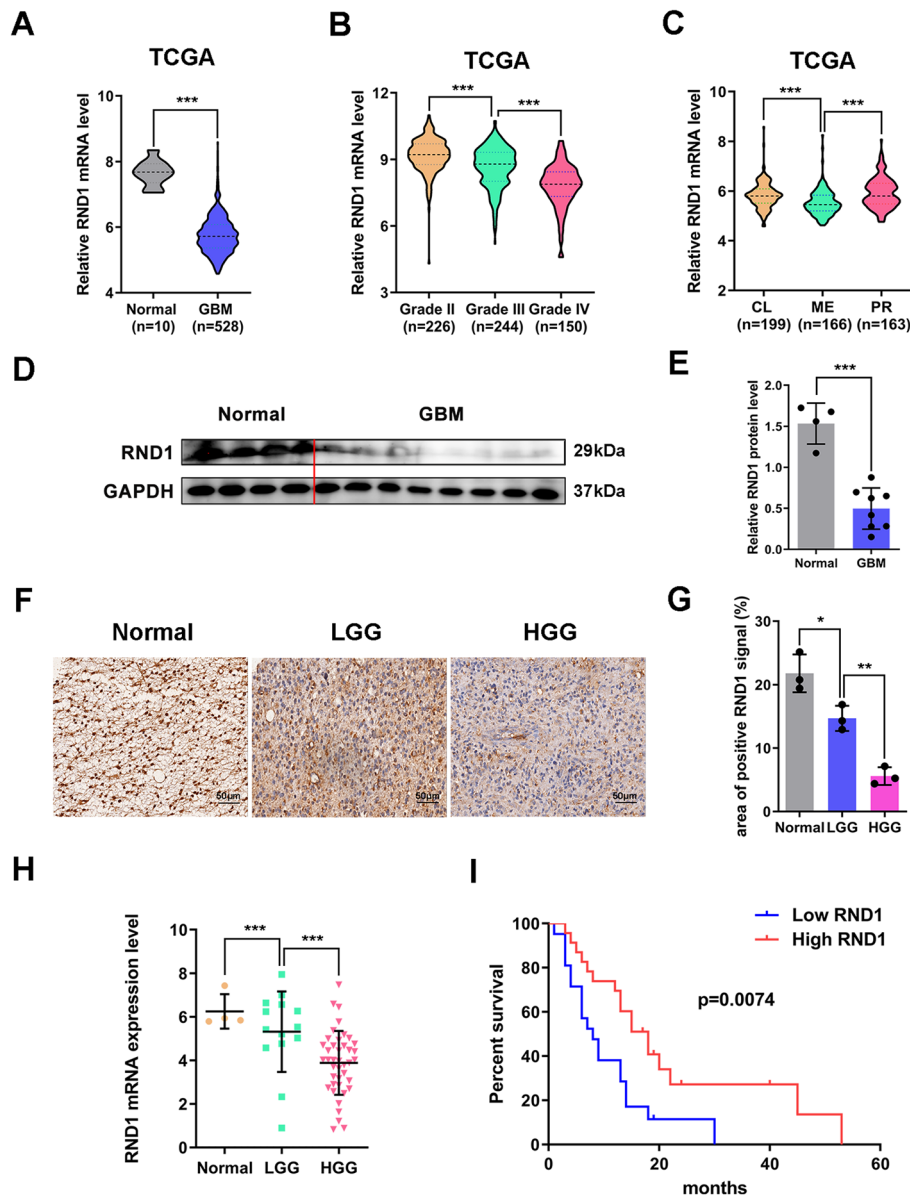 A
TCGA
Relative RND1 mRNA level
10
8
6
4
***
Normal
(n=10)
GBM
(n=528)
B
TCGA
Relative RND1 mRNA level
12
9
6
3
***
***
Grade II
(n=226)
Grade III
(n=244)
Grade IV
(n=150)
C
TCGA
Relative RND1 mRNA level
10
8
6
4
2
***
***
CL
(n=199)
ME
(n=166)
PR
(n=163)
D
Normal
GBM
RND1
29kDa
GAPDH
37kDa
E
Relative RND1 protein level
2.0
1.5
1.0
0.5
0.0
***
Normal
GBM
F
Normal
LGG
HGG
50μm
50μm
50μm
G
area of positive RND1 signal (%)
30
20
10
0
*
**
Normal
LGG
HGG
H
RND1 mRNA expression level
10
8
6
4
2
0
***
***
Normal
LGG
HGG
I
Percent survival
100
80
60
40
20
0
Low RND1
High RND1
p=0.0074
0
20
40
60
months